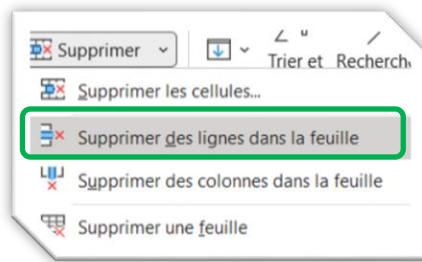 Supprimer
Trier et Recherch
Supprimer les cellules...
Supprimer des lignes dans la feuille
Supprimer des colonnes dans la feuille
Supprimer une feuille